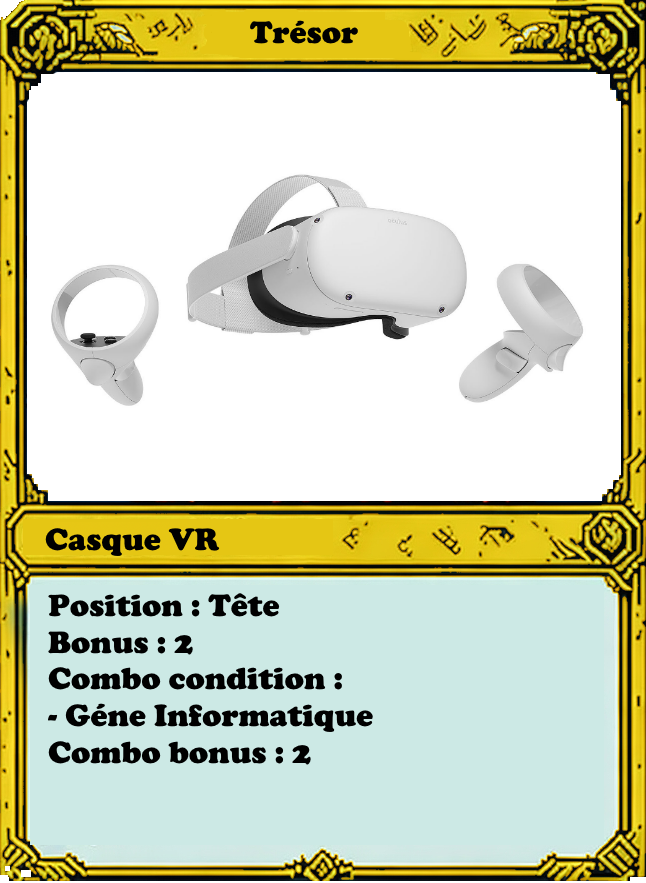 Trésor
Casque VR
Position : Tête
Bonus : 2
Combo condition :
- Géne Informatique
Combo bonus : 2